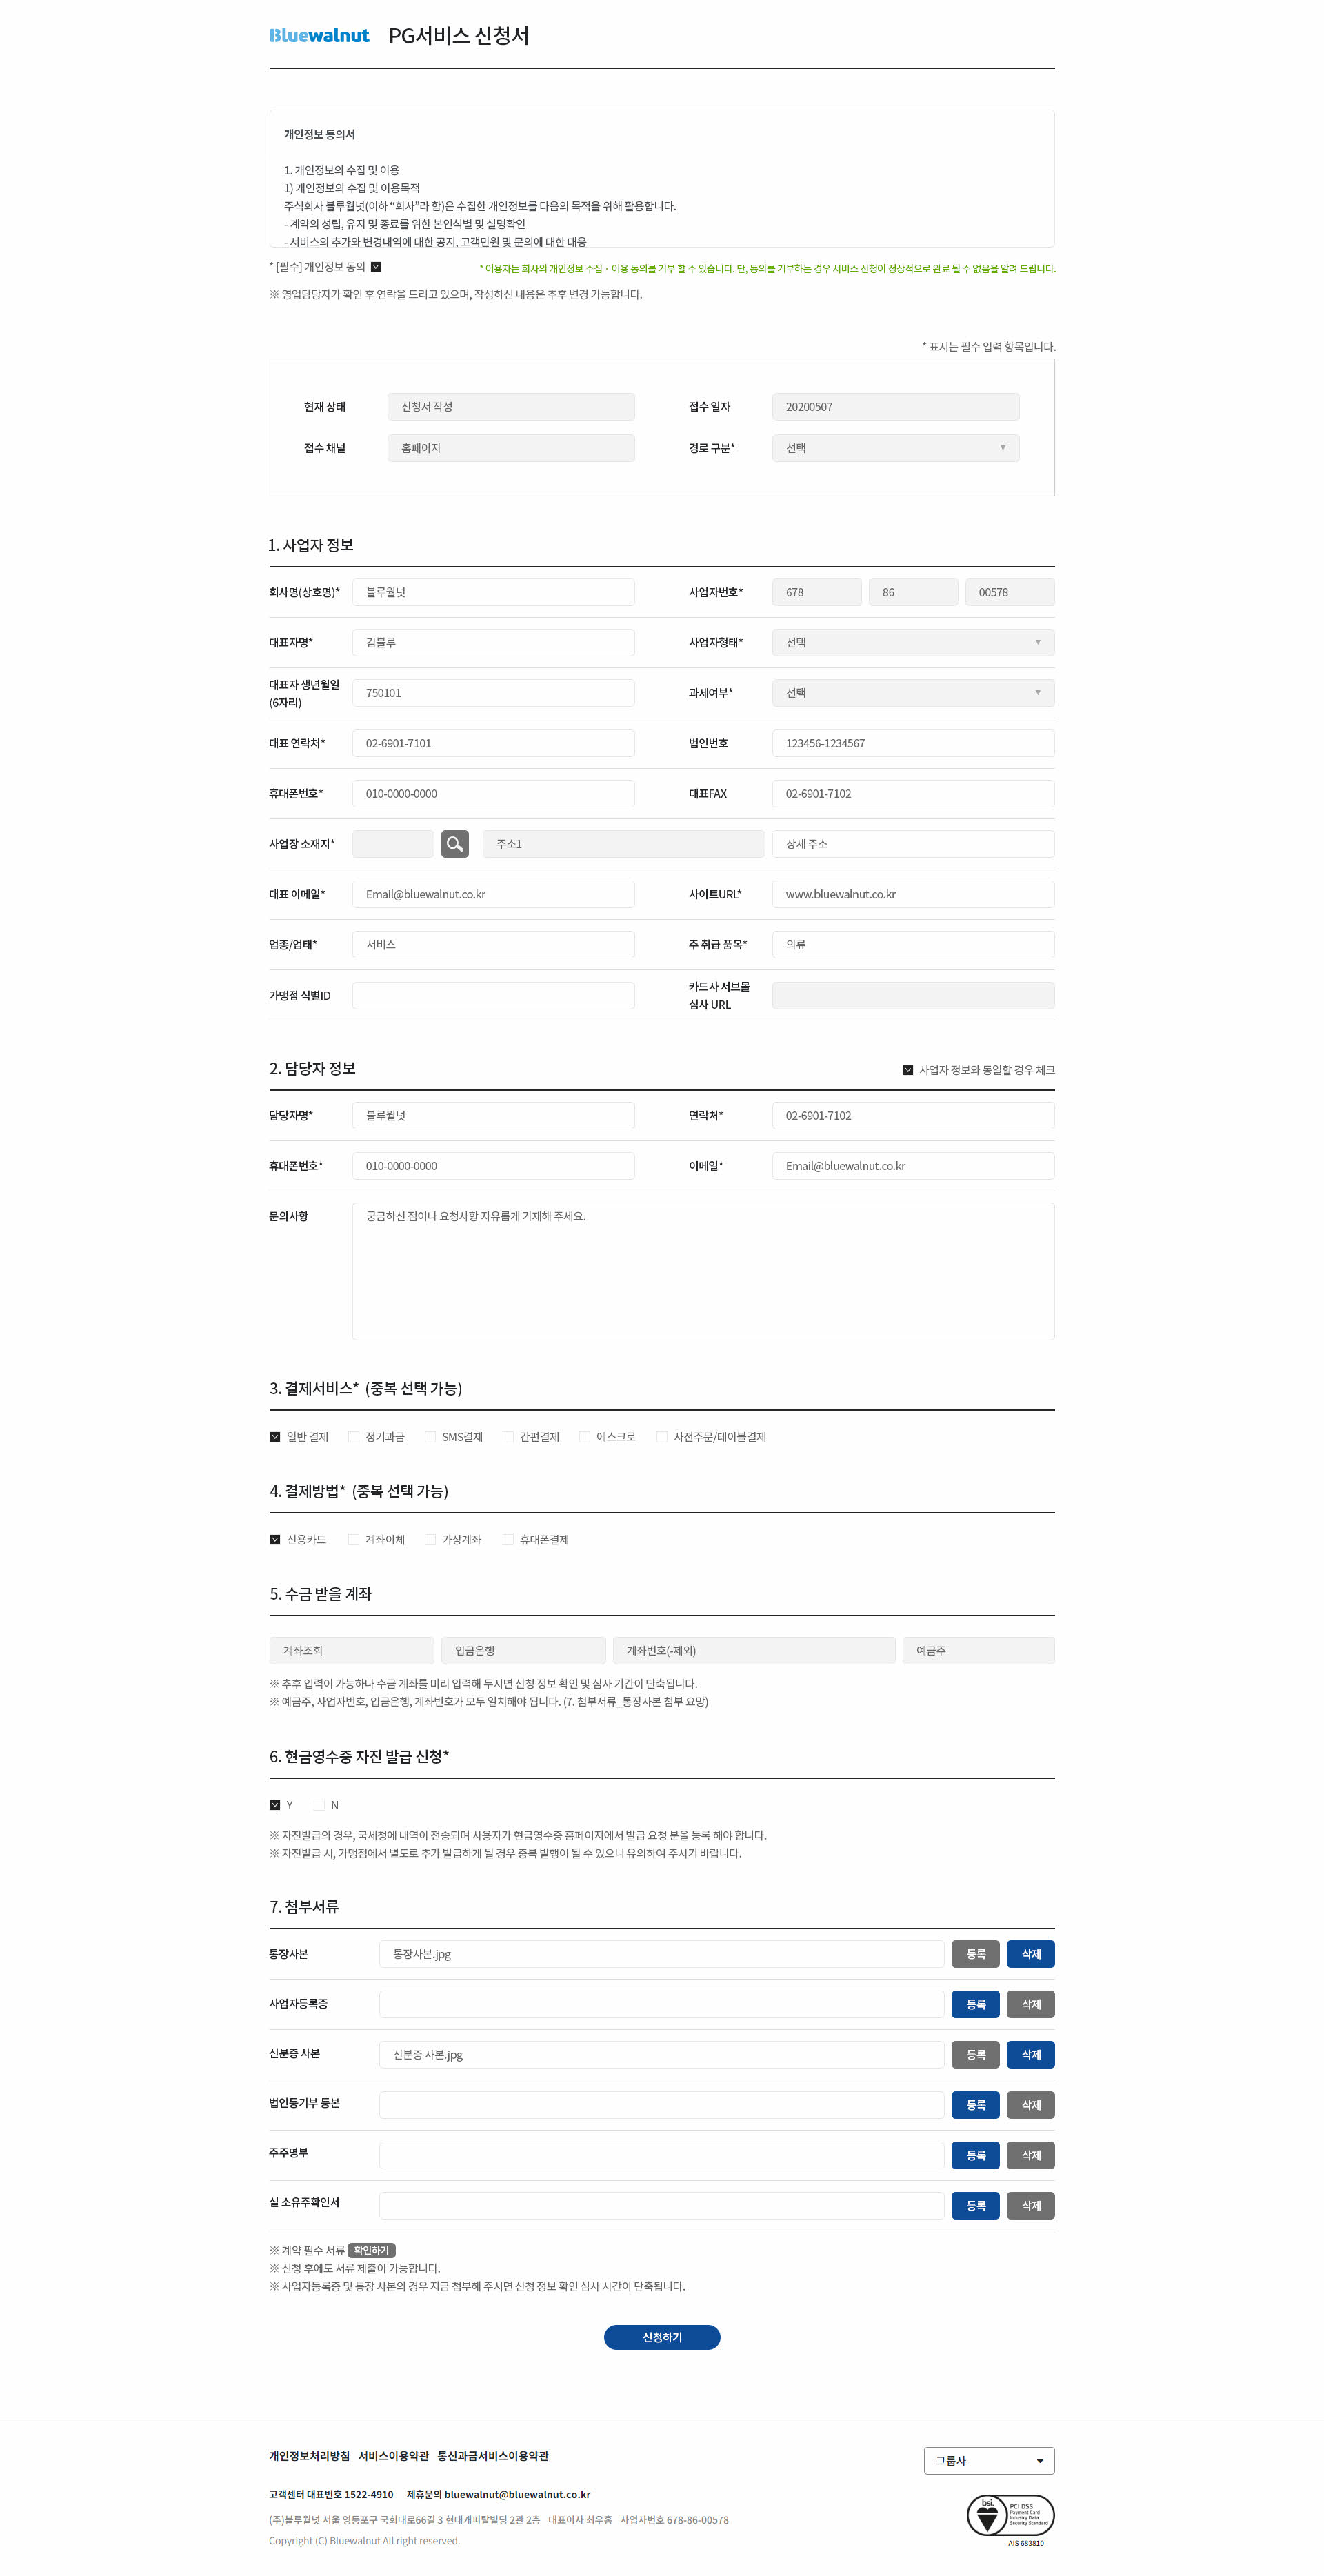 Bluewalnut PG서비스 신청서
개인정보 동의서
1. 개인정보의 수집 및 이용
1) 개인정보의 수집 및 이용목적
주식회사 블루월넛(이하 “회사”라 함)은 수집한 개인정보를 다음의 목적을 위해 활용합니다.
- 계약의 성립, 유지 및 종료를 위한 본인식별 및 실명확인
- 서비스의 추가와 변경내역에 대한 공지, 고객민원 및 문의에 대한 대응
* [필수] 개인정보 동의 * 이용자는 회사의 개인정보 수집 · 이용 동의를 거부 할 수 있습니다. 단, 동의를 거부하는 경우 서비스 신청이 정상적으로 완료 될 수 없음을 알려 드립니다.
※ 영업담당자가 확인 후 연락을 드리고 있으며, 작성하신 내용은 추후 변경 가능합니다.
* 표시는 필수 입력 항목입니다.
현재 상태 신청서 작성 접수 일자 20200507
접수 채널 홈페이지 경로 구분* 선택 ▼
1. 사업자 정보
회사명(상호명)* 블루월넛 사업자번호* 678 86 00578
대표자명* 김블루 사업자형태* 선택 ▼
대표자 생년월일
(6자리) 750101 과세여부* 선택 ▼
대표 연락처* 02-6901-7101 법인번호 123456-1234567
휴대폰번호* 010-0000-0000 대표FAX 02-6901-7102
사업장 소재지* 주소1 상세 주소
대표 이메일* Email@bluewalnut.co.kr 사이트URL* www.bluewalnut.co.kr
업종/업태* 서비스 주 취급 품목* 의류
가맹점 식별ID 카드사 서브몰
심사 URL
2. 담당자 정보 사업자 정보와 동일할 경우 체크
담당자명* 블루월넛 연락처* 02-6901-7102
휴대폰번호* 010-0000-0000 이메일* Email@bluewalnut.co.kr
문의사항 궁금하신 점이나 요청사항 자유롭게 기재해 주세요.
3. 결제서비스* (중복 선택 가능)
일반 결제 정기과금 SMS결제 간편결제 에스크로 사전주문/테이블결제
4. 결제방법* (중복 선택 가능)
신용카드 계좌이체 가상계좌 휴대폰결제
5. 수금 받을 계좌
계좌조회 입금은행 계좌번호(-제외) 예금주
※ 추후 입력이 가능하나 수금 계좌를 미리 입력해 두시면 신청 정보 확인 및 심사 기간이 단축됩니다.
※ 예금주, 사업자번호, 입금은행, 계좌번호가 모두 일치해야 됩니다. (7. 첨부서류_통장사본 첨부 요망)
6. 현금영수증 자진 발급 신청*
Y N
※ 자진발급의 경우, 국세청에 내역이 전송되며 사용자가 현금영수증 홈페이지에서 발급 요청 분을 등록 해야 합니다.
※ 자진발급 시, 가맹점에서 별도로 추가 발급하게 될 경우 중복 발행이 될 수 있으니 유의하여 주시기 바랍니다.
7. 첨부서류
통장사본 통장사본.jpg 등록 삭제
사업자등록증 등록 삭제
신분증 사본 신분증 사본.jpg 등록 삭제
법인등기부 등본 등록 삭제
주주명부 등록 삭제
실 소유주확인서 등록 삭제
※ 계약 필수 서류 확인하기
※ 신청 후에도 서류 제출이 가능합니다.
※ 사업자등록증 및 통장 사본의 경우 지금 첨부해 주시면 신청 정보 확인 심사 시간이 단축됩니다.
신청하기
개인정보처리방침 서비스이용약관 통신과금서비스이용약관 그룹사
고객센터 대표번호 1522-4910 제휴문의 bluewalnut@bluewalnut.co.kr
(주)블루월넛 서울 영등포구 국회대로66길 3 현대캐피탈빌딩 2관 2층 대표이사 최우홍 사업자번호 678-86-00578
Copyright (C) Bluewalnut All right reserved.
bsi.
PCI DSS
Payment Card
Industry Data
Security Standard
AIS 683810